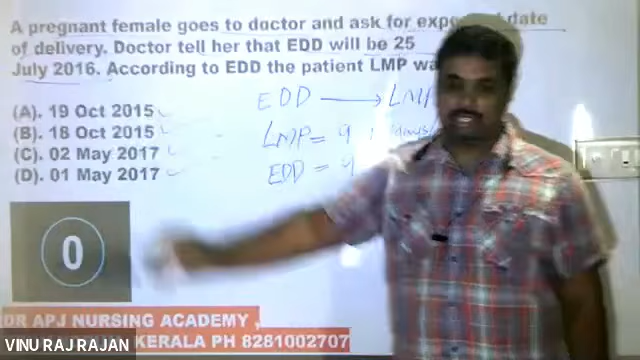 A pregnant female goes to doctor and ask for date
of delivery. Doctor tell her that EDD will be 25
July 2016. According to EDD the patient LMP
(A). 19 Oct 2015
(B). 18 Oct 2015
(C). 02 May 2017
(D). 01 May 2017
EDD → LMP
LMP = 9
EDD = 9
0
DR APJ NURSING ACADEMY ,
KERALA PH 8281002707
VINU RAJ RAJAN